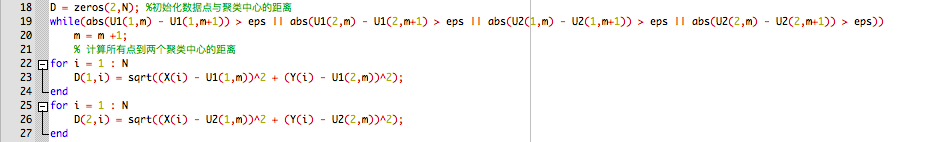 18 D = zeros(2,N); %初始化数据点与聚类中心的距离
19 while(abs(U1(1,m) - U1(1,m+1)) > eps || abs(U1(2,m) - U1(2,m+1) > eps || abs(U2(1,m) - U2(1,m+1)) > eps || abs(U2(2,m) - U2(2,m+1)) > eps))
20 m = m +1;
21 % 计算所有点到两个聚类中心的距离
22 for i = 1 : N
23 D(1,i) = sqrt((X(i) - U1(1,m))^2 + (Y(i) - U1(2,m))^2);
24 end
25 for i = 1 : N
26 D(2,i) = sqrt((X(i) - U2(1,m))^2 + (Y(i) - U2(2,m))^2);
27 end